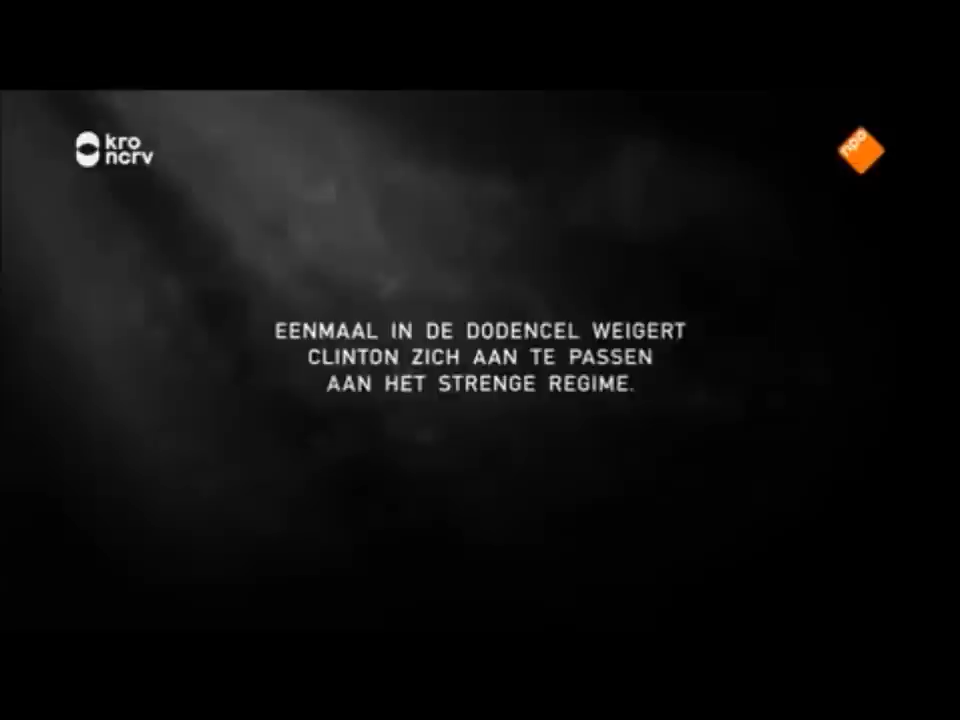 kro
ncrv
npo
EENMAAL IN DE DODENCEL WEIGERT
CLINTON ZICH AAN TE PASSEN
AAN HET STRENGE REGIME.